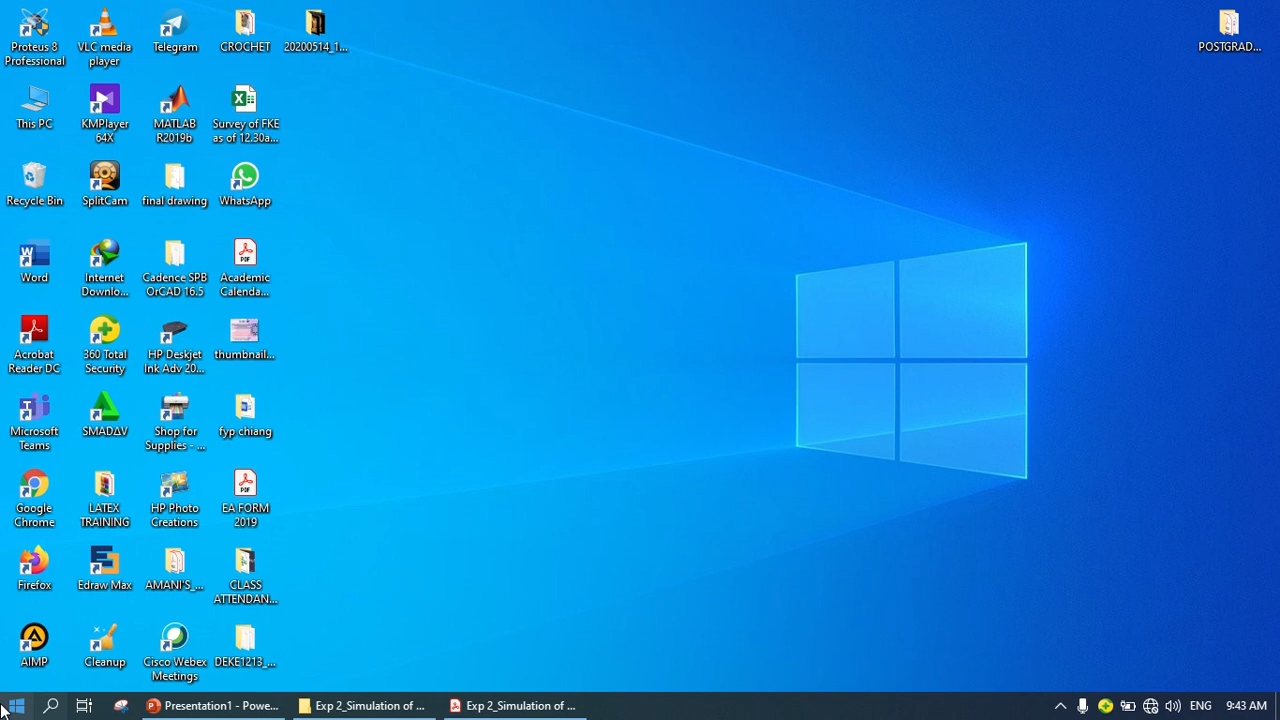 Proteus 8
Professional
VLC media
player
Telegram
CROCHET
20200514_1...
POSTGRAD...
This PC
KMPlayer
64X
MATLAB
R2019b
Survey of FKE
as of 12.30a...
Recycle Bin
SplitCam
final drawing
WhatsApp
Word
Internet
Downlo...
Cadence SPB
OrCAD 16.5
PDF
Academic
Calenda...
Acrobat
Reader DC
360 Total
Security
HP Deskjet
Ink Adv 20...
thumbnail...
Microsoft
Teams
SMAD∆V
Shop for
Supplies - ...
fyp chiang
Google
Chrome
LATEX
TRAINING
HP Photo
Creations
PDF
EA FORM
2019
Firefox
Edraw Max
AMANI'S_...
CLASS
ATTENDAN...
AIMP
Cleanup
Cisco Webex
Meetings
DEKE1213_...
Presentation1 - Powe...
Exp 2_Simulation of ...
Exp 2_Simulation of ...
ENG
9:43 AM